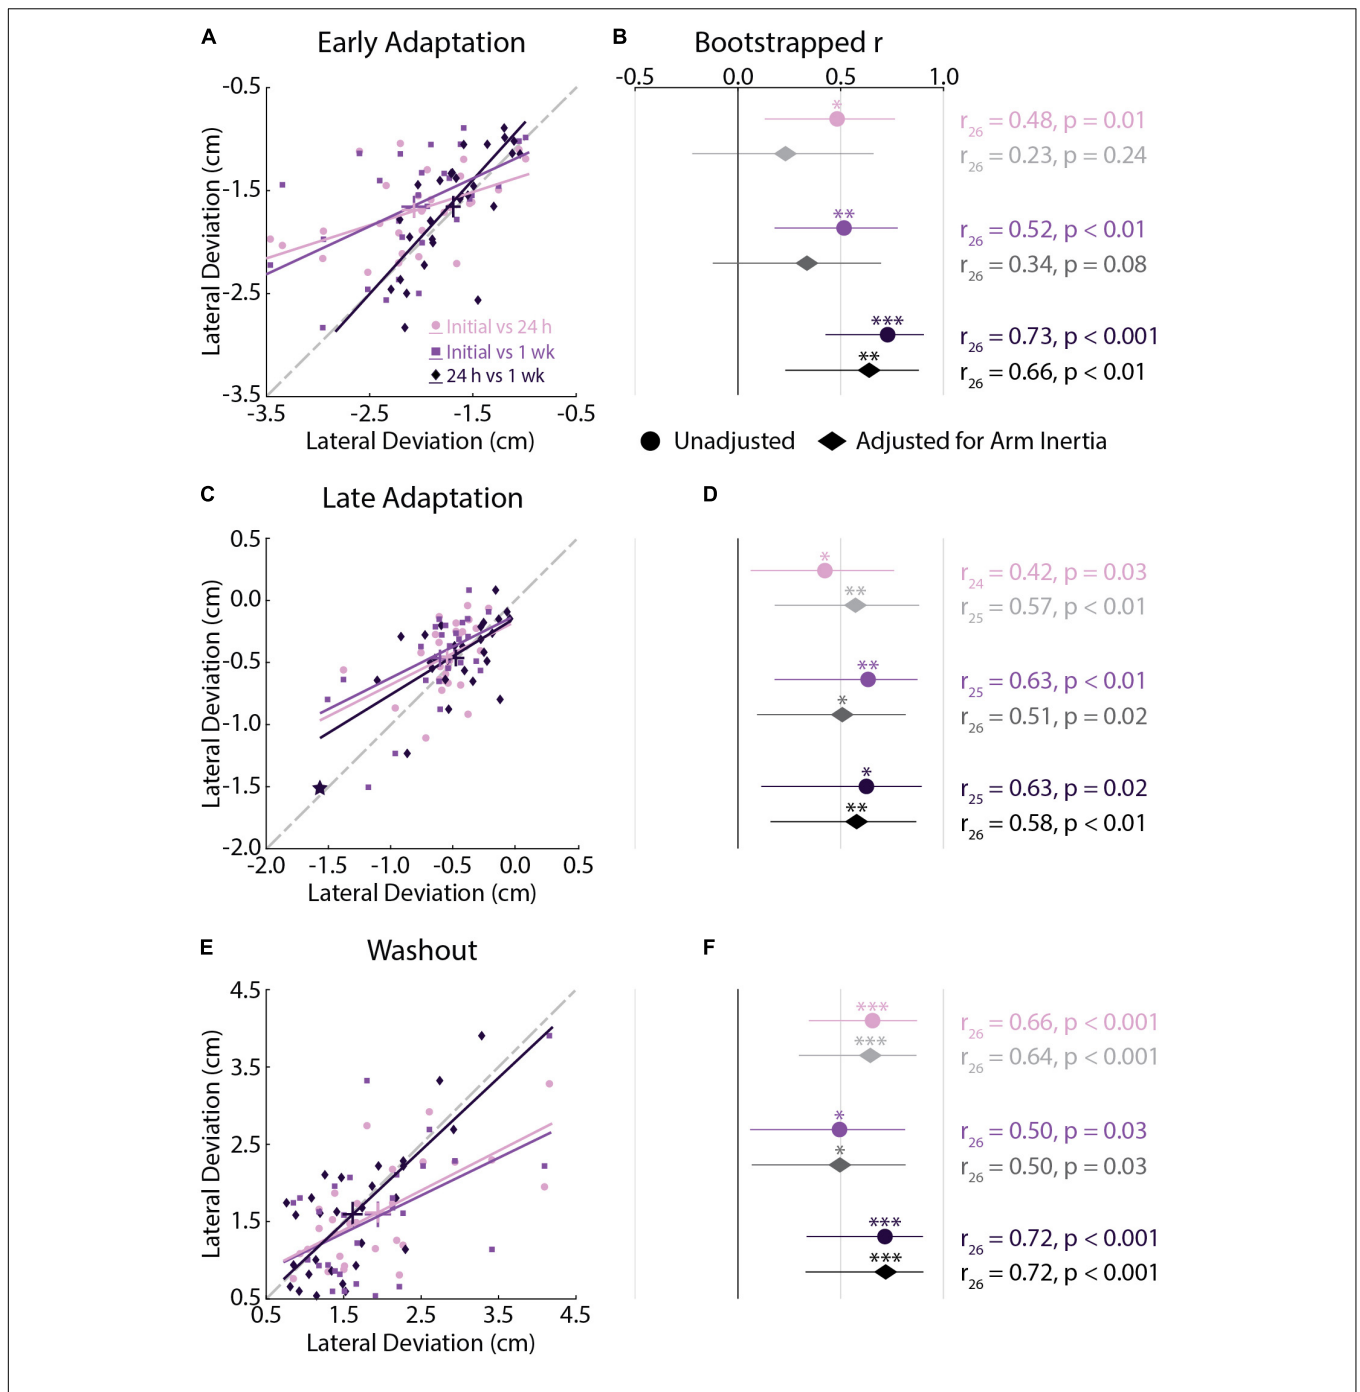 A
Early Adaptation
-0.5
-1.5
-2.5
-3.5
Lateral Deviation (cm)
Initial vs 24 h
Initial vs 1 wk
24 h vs 1 wk
-3.5 -2.5 -1.5 -0.5
Lateral Deviation (cm)
B
Bootstrapped r
-0.5 0.0 0.5 1.0
*
r26 = 0.48, p = 0.01
r26 = 0.23, p = 0.24
**
r26 = 0.52, p < 0.01
r26 = 0.34, p = 0.08
***
r26 = 0.73, p < 0.001
**
r26 = 0.66, p < 0.01
Unadjusted Adjusted for Arm Inertia
C
Late Adaptation
0.5
0.0
-0.5
-1.0
-1.5
-2.0
Lateral Deviation (cm)
-2.0 -1.5 -1.0 -0.5 0.0 0.5
Lateral Deviation (cm)
D
*
r24 = 0.42, p = 0.03
**
r25 = 0.57, p < 0.01
**
r25 = 0.63, p < 0.01
*
r26 = 0.51, p = 0.02
*
r25 = 0.63, p = 0.02
**
r26 = 0.58, p < 0.01
E
Washout
4.5
3.5
2.5
1.5
0.5
Lateral Deviation (cm)
0.5 1.5 2.5 3.5 4.5
Lateral Deviation (cm)
F
***
r26 = 0.66, p < 0.001
***
r26 = 0.64, p < 0.001
*
r26 = 0.50, p = 0.03
*
r26 = 0.50, p = 0.03
***
r26 = 0.72, p < 0.001
***
r26 = 0.72, p < 0.001